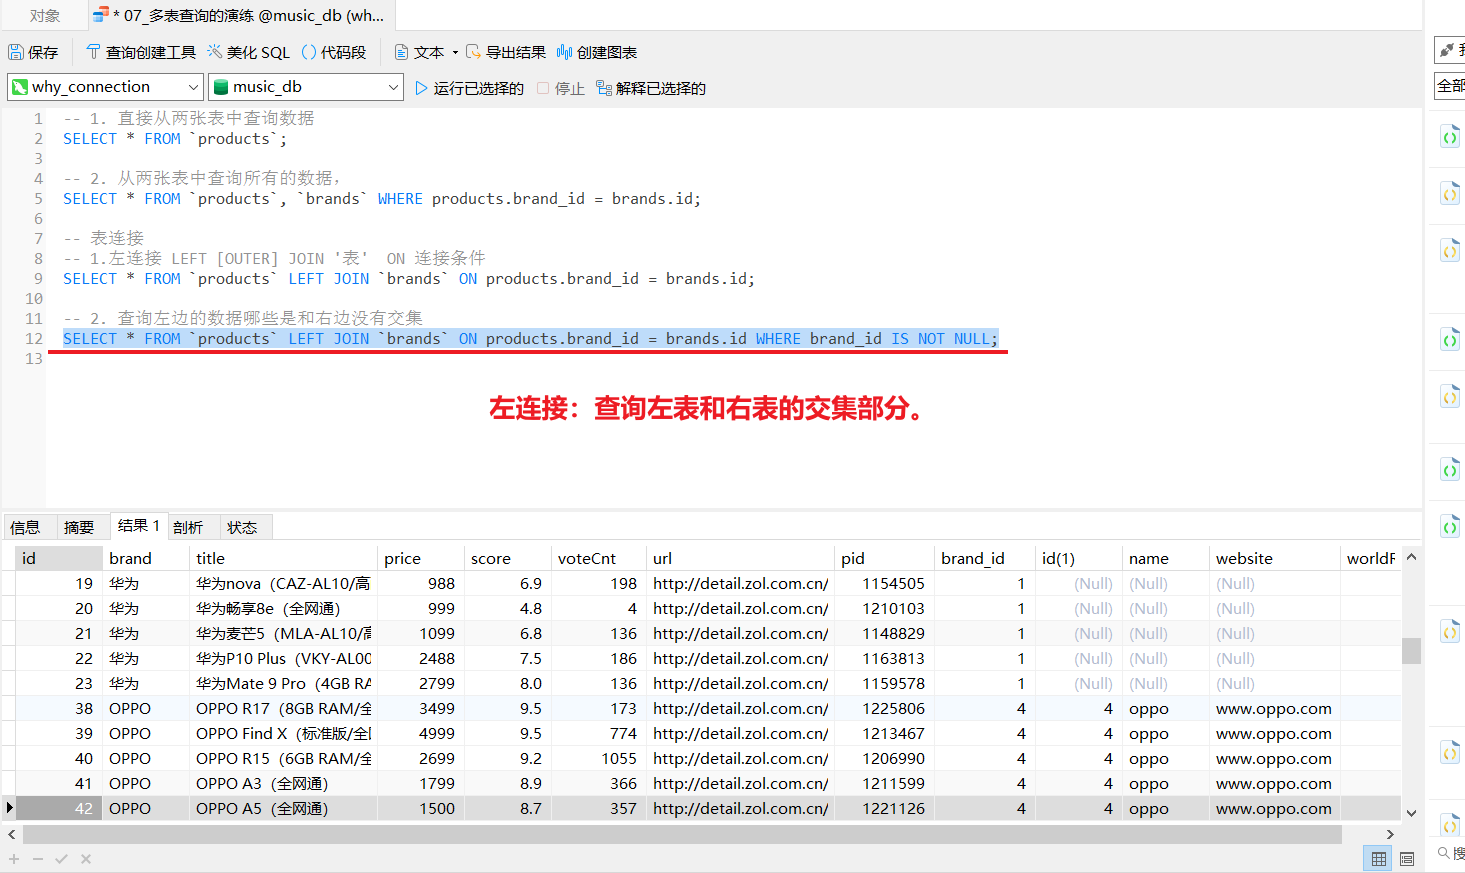 对象
* 07_多表查询的演练 @music_db (wh...
保存 查询创建工具 美化 SQL () 代码段 文本 导出结果 创建图表
why_connection music_db 运行已选择的 停止 解释已选择的
全部
1 -- 1. 直接从两张表中查询数据
2 SELECT * FROM `products`;
3
4 -- 2. 从两张表中查询所有的数据,
5 SELECT * FROM `products`, `brands` WHERE products.brand_id = brands.id;
6
7 -- 表连接
8 -- 1.左连接 LEFT [OUTER] JOIN '表' ON 连接条件
9 SELECT * FROM `products` LEFT JOIN `brands` ON products.brand_id = brands.id;
10
11 -- 2. 查询左边的数据哪些是和右边没有交集
12 SELECT * FROM `products` LEFT JOIN `brands` ON products.brand_id = brands.id WHERE brand_id IS NOT NULL;
13
左连接：查询左表和右表的交集部分。
信息 摘要 结果 1 剖析 状态
id brand title price score voteCnt url pid brand_id id(1) name website worldR
19 华为 华为nova（CAZ-AL10/高 988 6.9 198 http://detail.zol.com.cn/ 1154505 1 (Null) (Null) (Null)
20 华为 华为畅享8e（全网通） 999 4.8 4 http://detail.zol.com.cn/ 1210103 1 (Null) (Null) (Null)
21 华为 华为麦芒5（MLA-AL10/高 1099 6.8 136 http://detail.zol.com.cn/ 1148829 1 (Null) (Null) (Null)
22 华为 华为P10 Plus（VKY-AL00 2488 7.5 186 http://detail.zol.com.cn/ 1163813 1 (Null) (Null) (Null)
23 华为 华为Mate 9 Pro（4GB RA 2799 8.0 136 http://detail.zol.com.cn/ 1159578 1 (Null) (Null) (Null)
38 OPPO OPPO R17（8GB RAM/全 3499 9.5 173 http://detail.zol.com.cn/ 1225806 4 4 oppo www.oppo.com
39 OPPO OPPO Find X（标准版/全 4999 9.5 774 http://detail.zol.com.cn/ 1213467 4 4 oppo www.oppo.com
40 OPPO OPPO R15（6GB RAM/全 2699 9.2 1055 http://detail.zol.com.cn/ 1206990 4 4 oppo www.oppo.com
41 OPPO OPPO A3（全网通） 1799 8.9 366 http://detail.zol.com.cn/ 1211599 4 4 oppo www.oppo.com
42 OPPO OPPO A5（全网通） 1500 8.7 357 http://detail.zol.com.cn/ 1221126 4 4 oppo www.oppo.com
搜